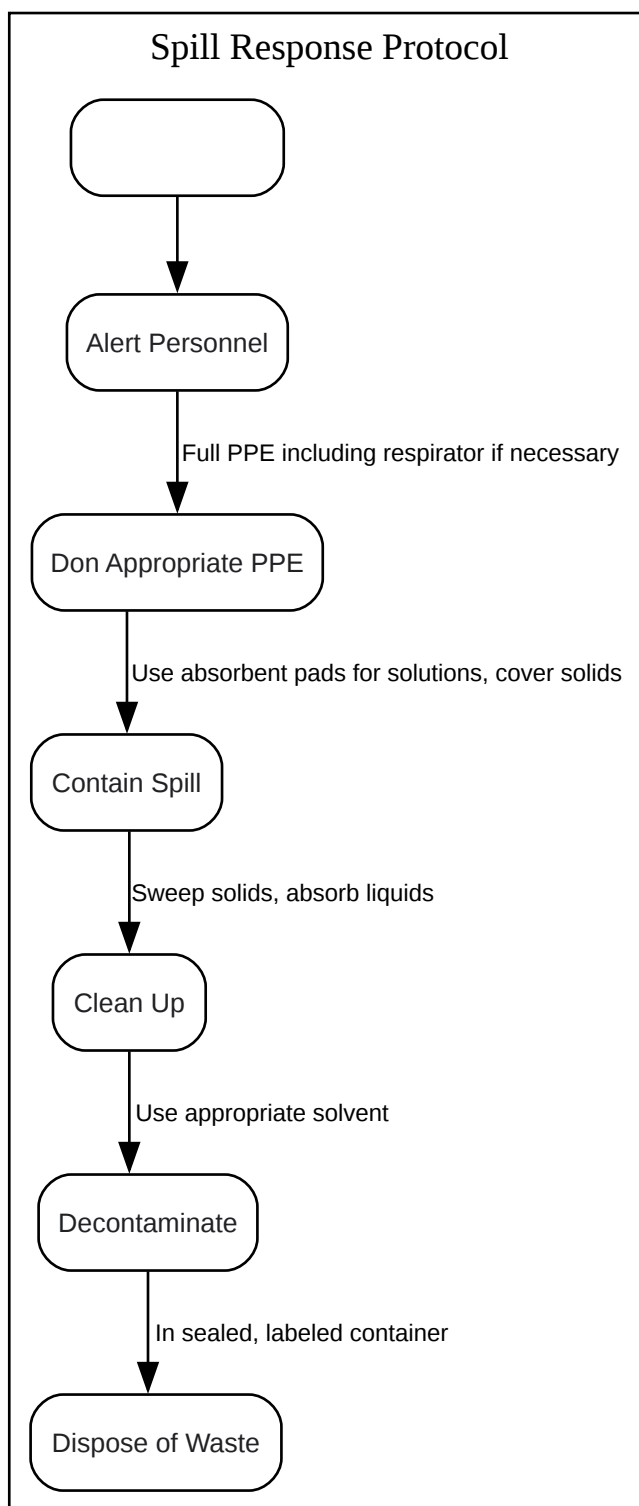 Spill Response Protocol
Alert Personnel
Full PPE including respirator if necessary
Don Appropriate PPE
Use absorbent pads for solutions, cover solids
Contain Spill
Sweep solids, absorb liquids
Clean Up
Use appropriate solvent
Decontaminate
In sealed, labeled container
Dispose of Waste